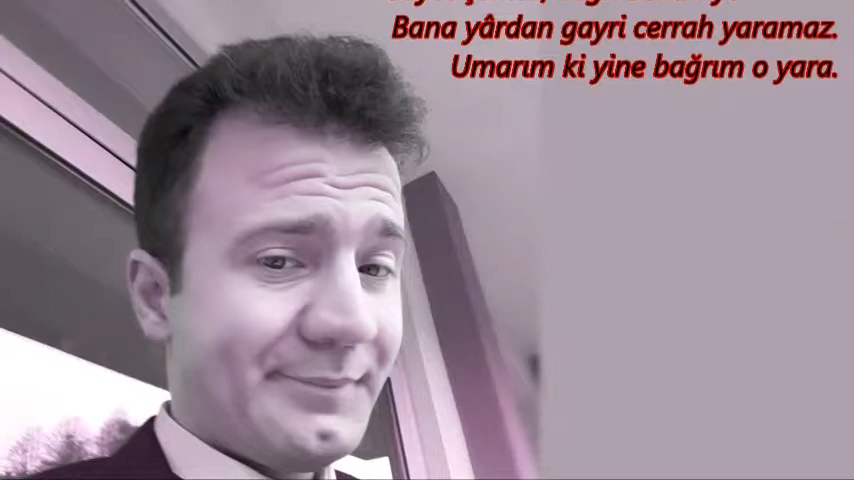 Bana yârdan gayri cerrah yaramaz.
Umarım ki yine bağrım o yara.